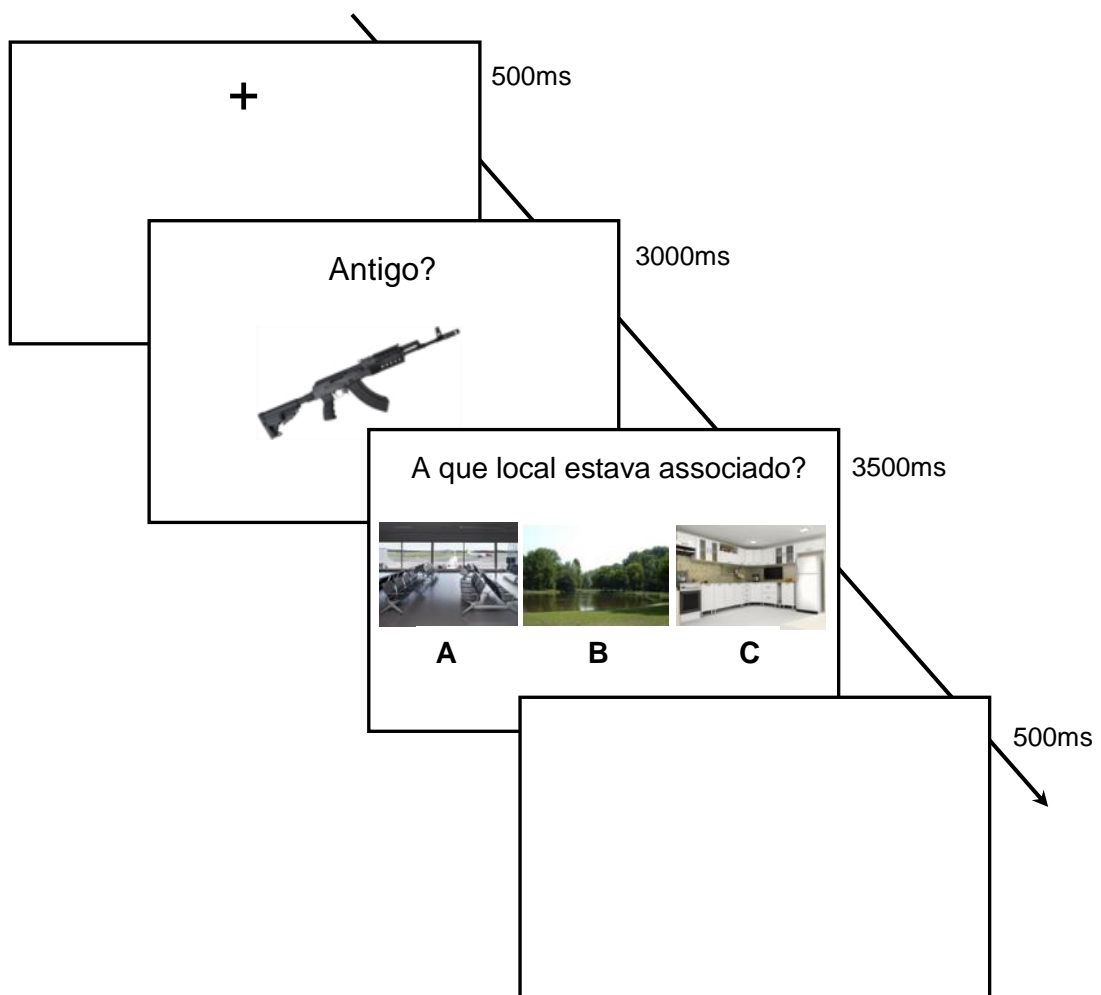 +
500ms
Antigo?
3000ms
A que local estava associado?
3500ms
A B C
500ms